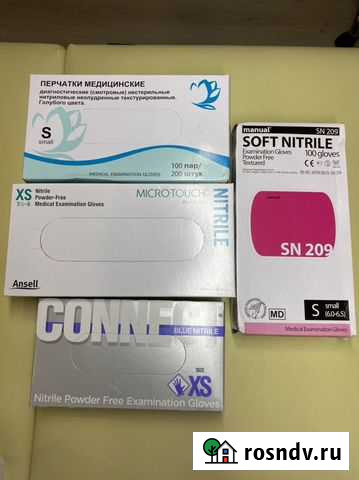 ПЕРЧАТКИ МЕДИЦИНСКИЕ
диагностические (смотровые) нестерильные
нитриловые неопудренные текстурированные.
Голубого цвета.
S
small
100 пар/
200 штук
MEDICAL EXAMINATION GLOVES
manual
SN 209
SOFT NITRILE
Examination Gloves
Powder Free
Textured
100 gloves
SN 209
MD
S small
(6.0-6.5)
Medical Examination Gloves
XS
Nitrile
Powder-Free
Medical Examination Gloves
MICRO-TOUCH
NITRILE
Ansell
CONNECT
BLUE NITRILE
SIZE
XS
Nitrile Powder Free Examination Gloves
rosndv.ru